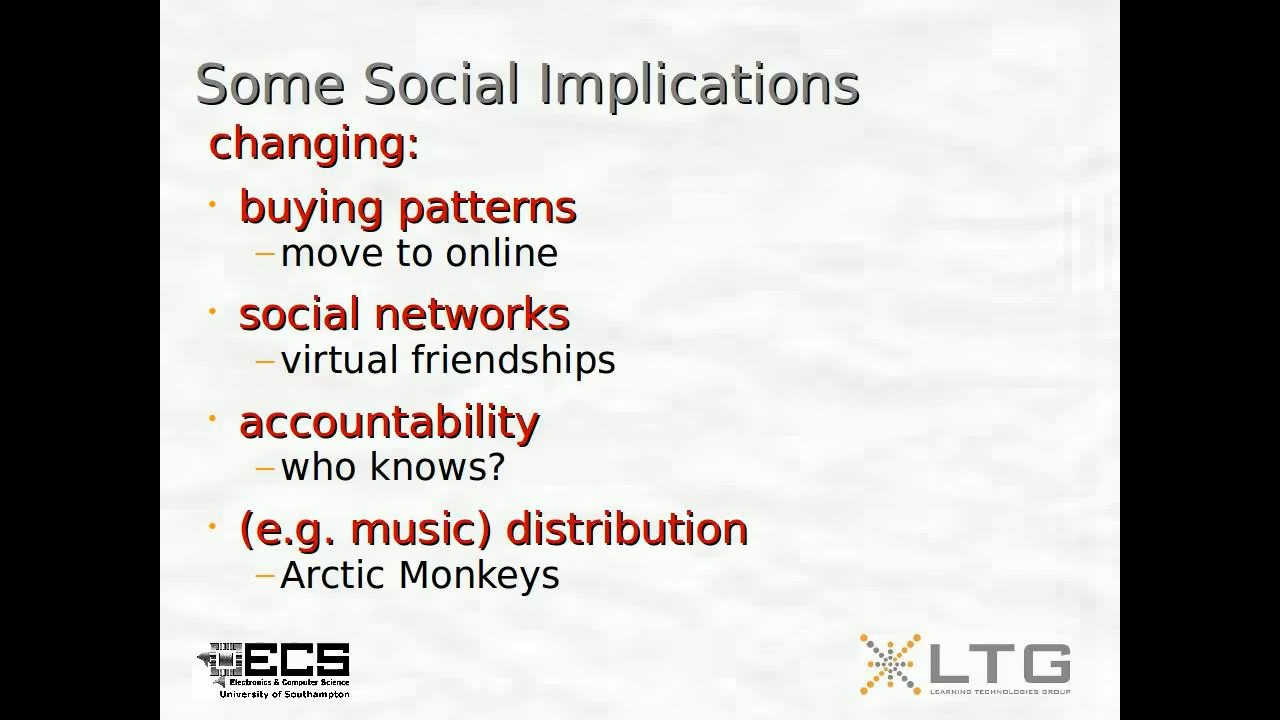 Some Social Implications
changing:
• buying patterns
–move to online
• social networks
–virtual friendships
• accountability
–who knows?
• (e.g. music) distribution
–Arctic Monkeys
ECS
Electronics & Computer Science
University of Southampton
LTG
LEARNING TECHNOLOGIES GROUP